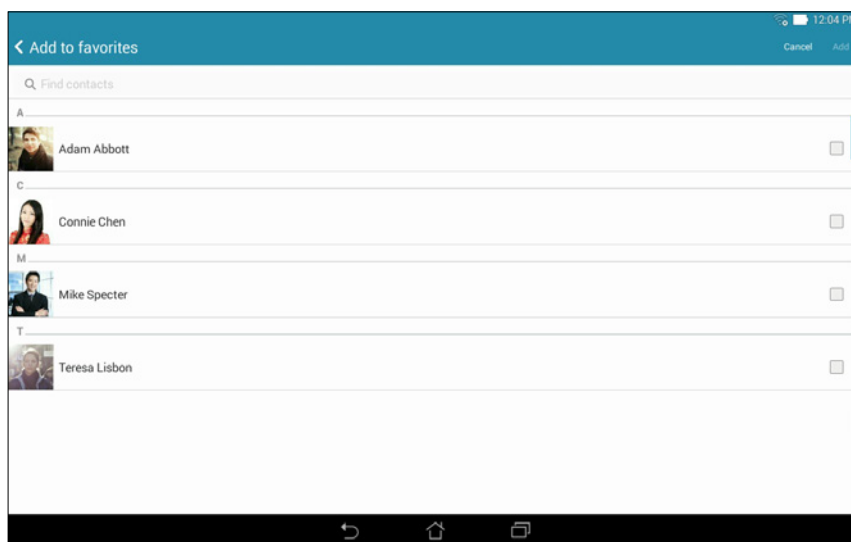 12:04 P
Add to favorites
Cancel Add
Find contacts
A
Adam Abbott
C
Connie Chen
M
Mike Specter
T
Teresa Lisbon